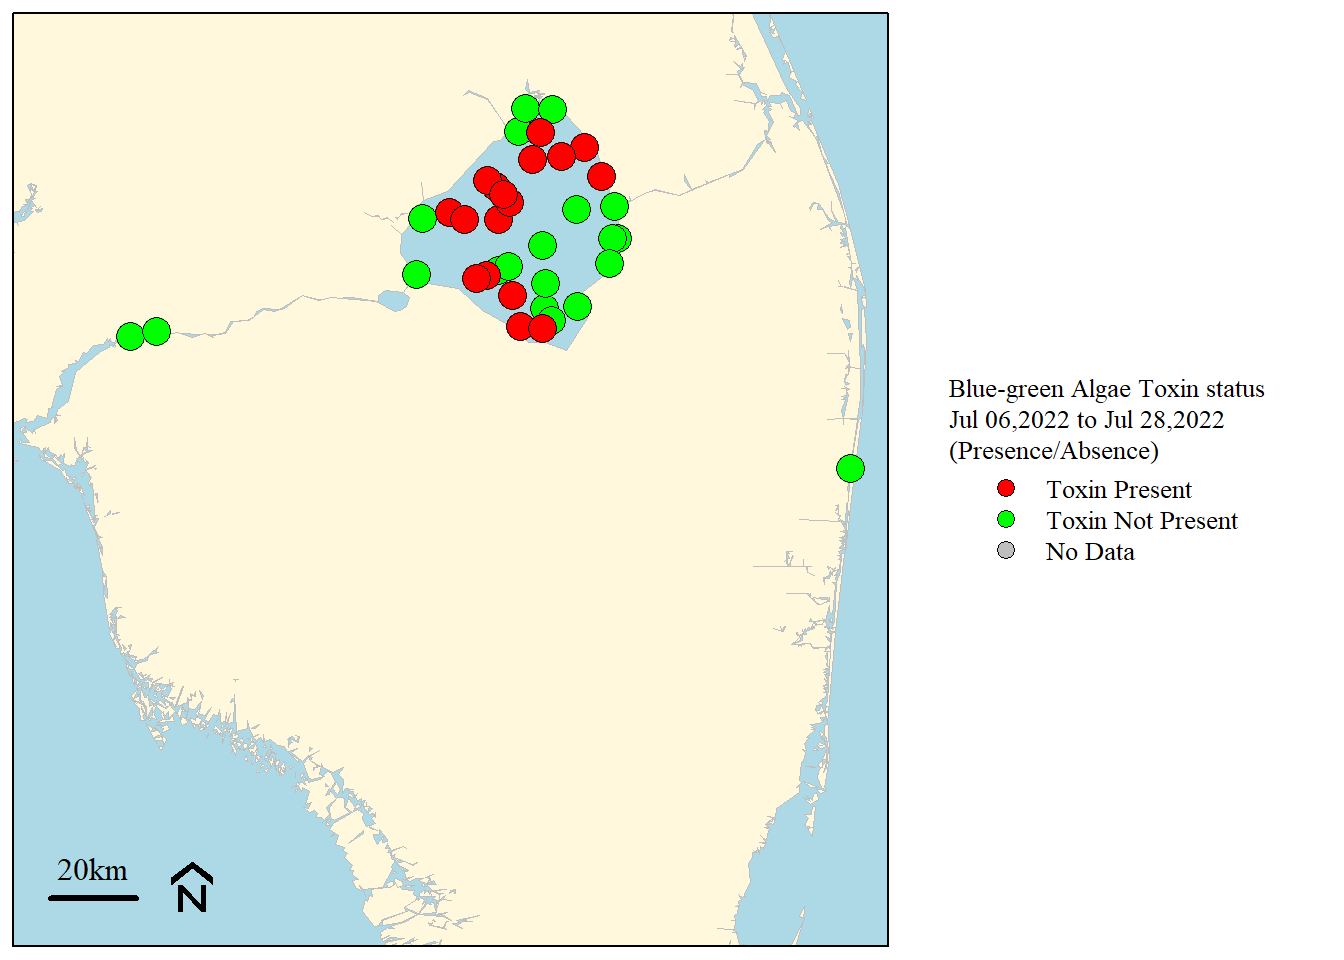 Blue-green Algae Toxin status
Jul 06,2022 to Jul 28,2022
(Presence/Absence)
Toxin Present
Toxin Not Present
No Data
20km
N